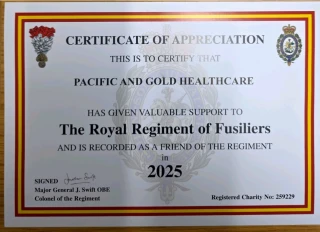 CERTIFICATE OF APPRECIATION
THIS IS TO CERTIFY THAT
PACIFIC AND GOLD HEALTHCARE
HAS GIVEN VALUABLE SUPPORT TO
The Royal Regiment of Fusiliers
AND IS RECORDED AS A FRIEND OF THE REGIMENT
in
2025
SIGNED
Major General J. Swift OBE
Colonel of the Regiment
Registered Charity No: 259229